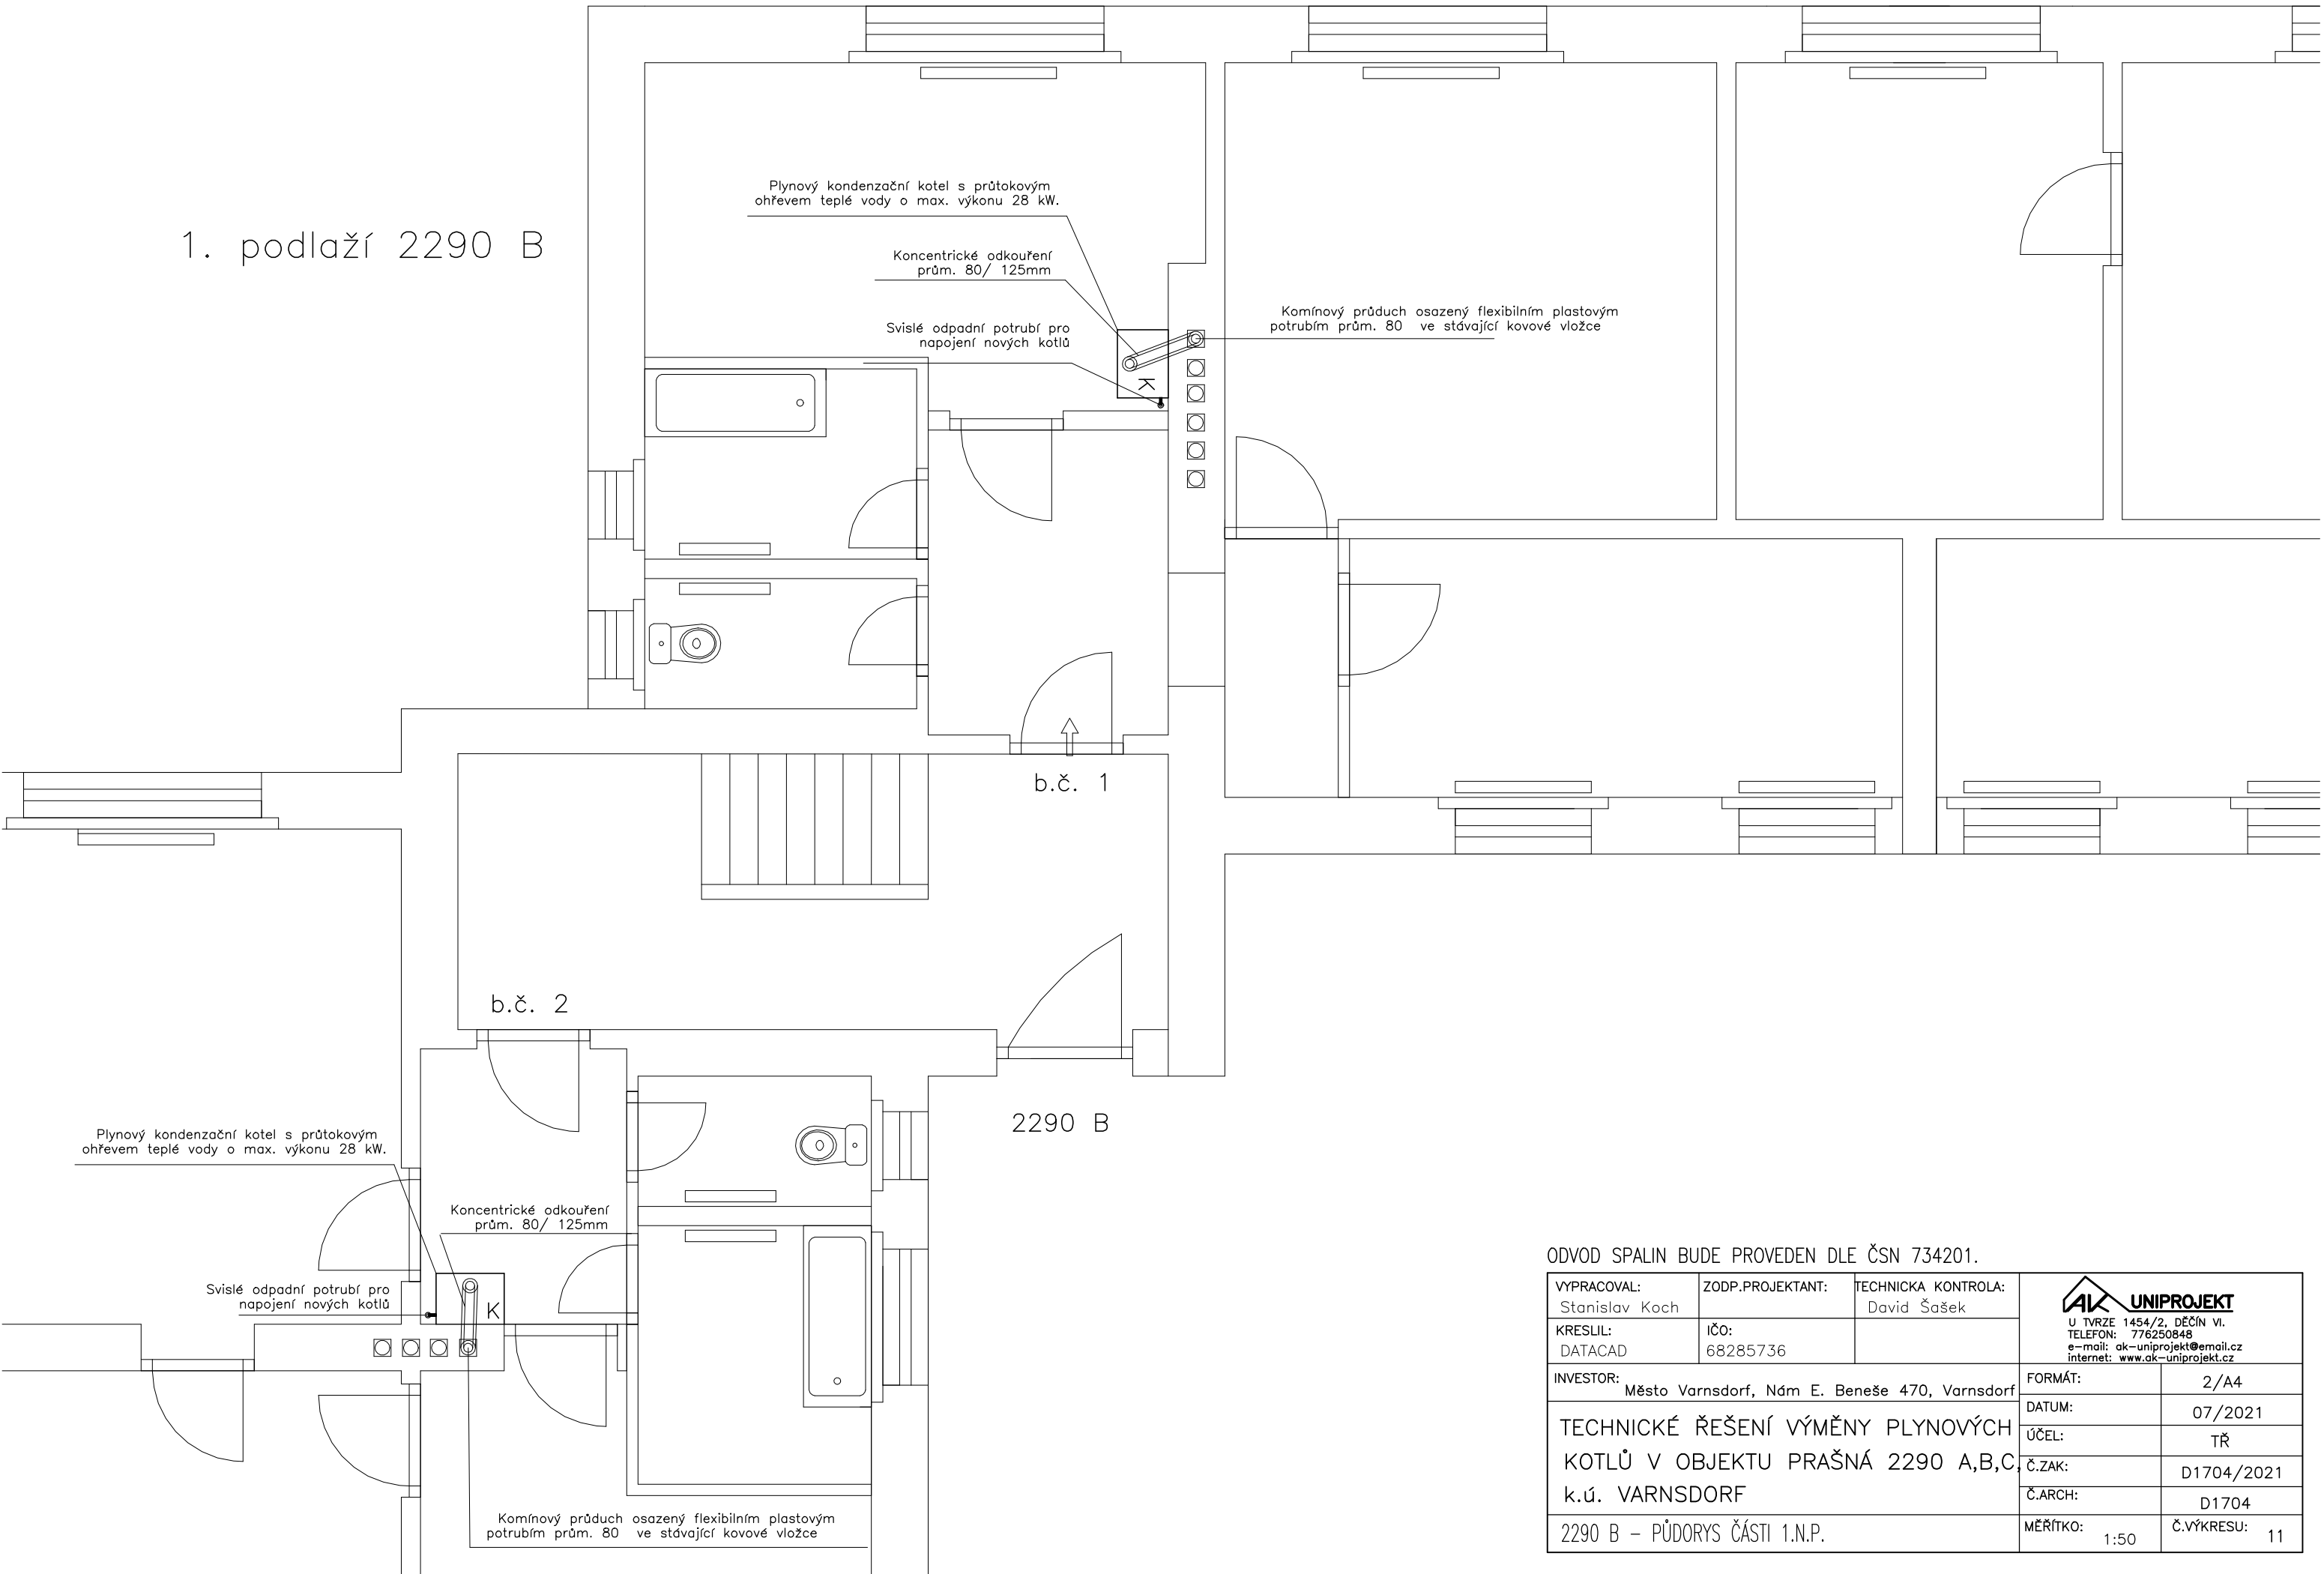 1. podlaží 2290 B
Plynový kondenzační kotel s průtokovým
ohřevem teplé vody o max. výkonu 28 kW.
Koncentrické odkouření
prům. 80/ 125mm
Svislé odpadní potrubí pro
napojení nových kotlů
Komínový průduch osazený flexibilním plastovým
potrubím prům. 80 ve stávající kovové vložce
K
b.č. 1
b.č. 2
2290 B
Plynový kondenzační kotel s průtokovým
ohřevem teplé vody o max. výkonu 28 kW.
Koncentrické odkouření
prům. 80/ 125mm
Svislé odpadní potrubí pro
napojení nových kotlů
K
Komínový průduch osazený flexibilním plastovým
potrubím prům. 80 ve stávající kovové vložce
ODVOD SPALIN BUDE PROVEDEN DLE ČSN 734201.
VYPRACOVAL:
Stanislav Koch
ZODP.PROJEKTANT:
TECHNICKA KONTROLA:
David Šašek
KRESLIL:
DATACAD
IČO:
68285736
AK UNIPROJEKT
U TVRZE 1454/2, DĚČÍN VI.
TELEFON: 776250848
e-mail: ak-uniprojekt@email.cz
internet: www.ak-uniprojekt.cz
INVESTOR:
Město Varnsdorf, Nám E. Beneše 470, Varnsdorf
TECHNICKÉ ŘEŠENÍ VÝMĚNY PLYNOVÝCH
KOTLŮ V OBJEKTU PRAŠNÁ 2290 A,B,C,
k.ú. VARNSDORF
2290 B - PŮDORYS ČÁSTI 1.N.P.
FORMÁT:
2/A4
DATUM:
07/2021
ÚČEL:
TŘ
Č.ZAK:
D1704/2021
Č.ARCH:
D1704
MĚŘÍTKO:
1:50
Č.VÝKRESU:
11